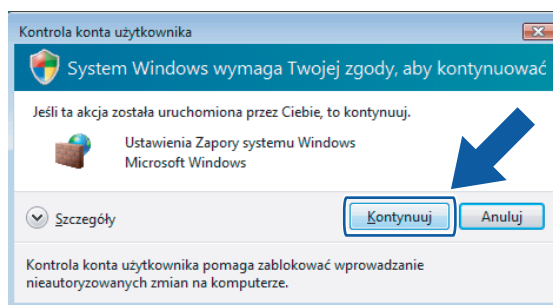 Kontrola konta użytkownika
System Windows wymaga Twojej zgody, aby kontynuować
Jeśli ta akcja została uruchomiona przez Ciebie, to kontynuuj.
Ustawienia Zapory systemu Windows
Microsoft Windows
Szczegóły
Kontynuuj
Anuluj
Kontrola konta użytkownika pomaga zablokować wprowadzanie
nieautoryzowanych zmian na komputerze.